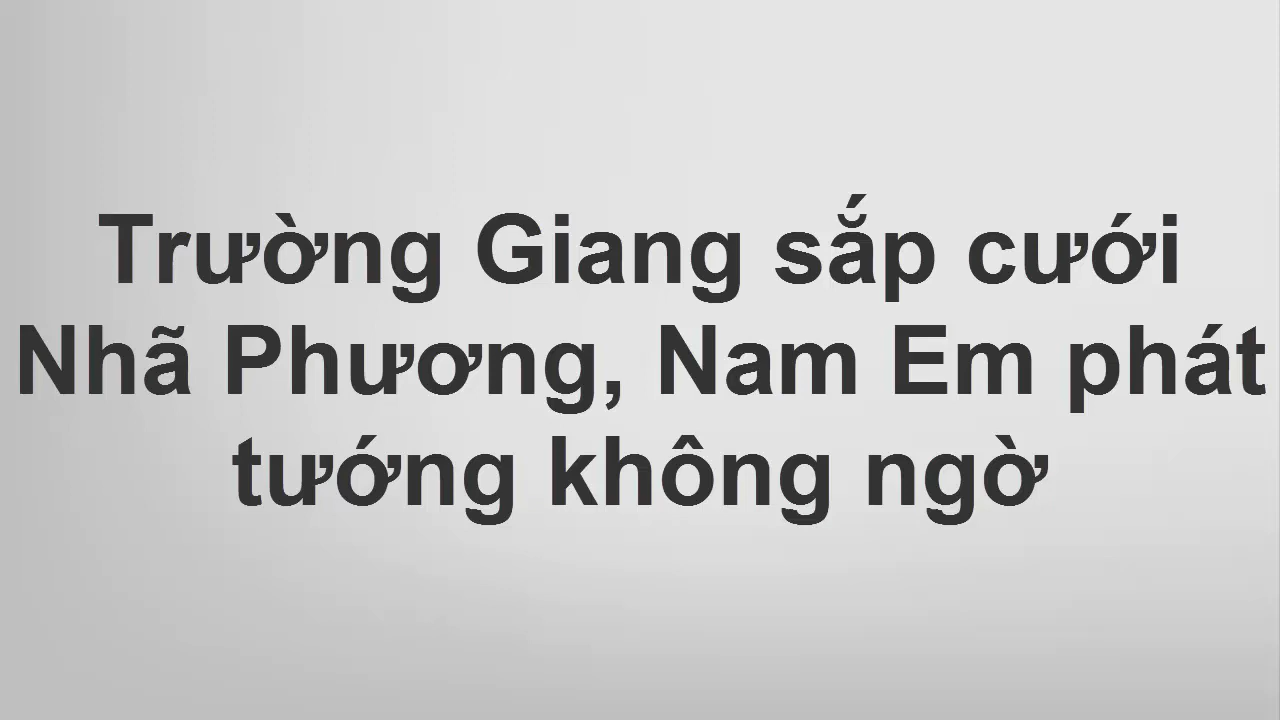 Trường Giang sắp cưới
Nhã Phương, Nam Em phát
tướng không ngờ